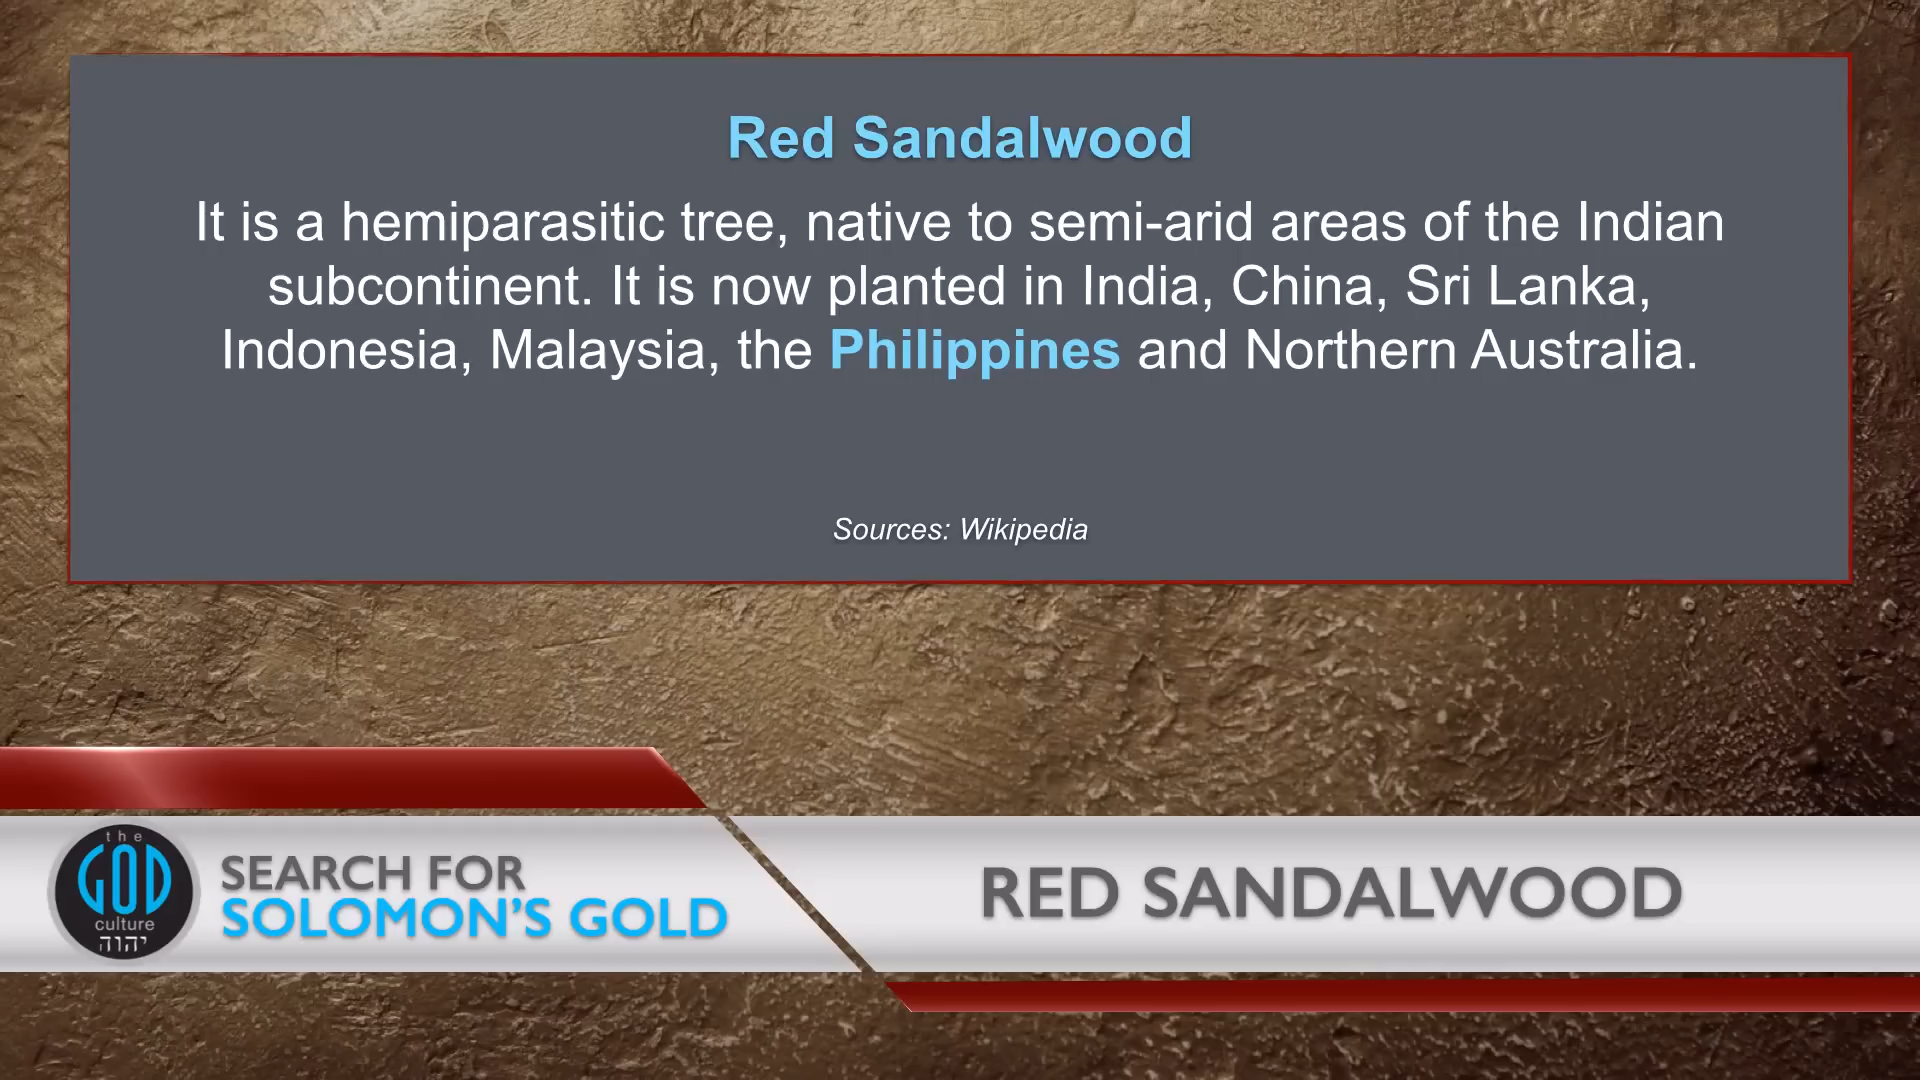 Red Sandalwood
It is a hemiparasitic tree, native to semi-arid areas of the Indian
subcontinent. It is now planted in India, China, Sri Lanka,
Indonesia, Malaysia, the Philippines and Northern Australia.
Sources: Wikipedia
the
GOD
culture
יהוה
SEARCH FOR
SOLOMON'S GOLD
RED SANDALWOOD